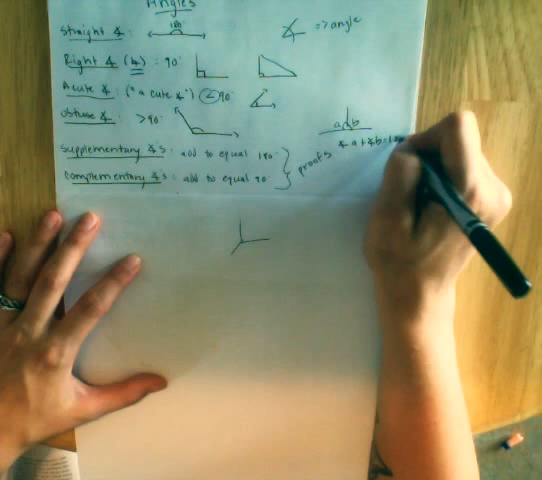 Angles
Straight ∡: 180°
∡ => angle
Right ∡ (L): 90°
Acute ∡: ("a cute ∡") < 90°
Obtuse ∡: >90°
a b
∡a + ∡b = 1
Supplementary ∡'s: add to equal 180°
Complementary ∡'s: add to equal 90°
proofs